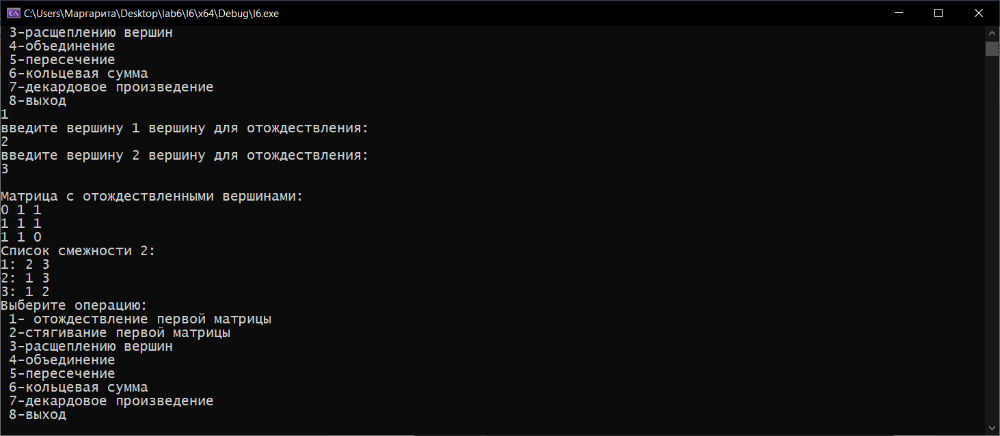 C:\Users\Маргарита\Desktop\lab6\l6\x64\Debug\l6.exe
3-расщеплению вершин
4-объединение
5-пересечение
6-кольцевая сумма
7-декардовое произведение
8-выход
1
введите вершину 1 вершину для отождествления:
2
введите вершину 2 вершину для отождествления:
3
Матрица с отождествленными вершинами:
0 1 1
1 1 1
1 1 0
Список смежности 2:
1: 2 3
2: 1 3
3: 1 2
Выберите операцию:
1- отождествление первой матрицы
2-стягивание первой матрицы
3-расщеплению вершин
4-объединение
5-пересечение
6-кольцевая сумма
7-декардовое произведение
8-выход